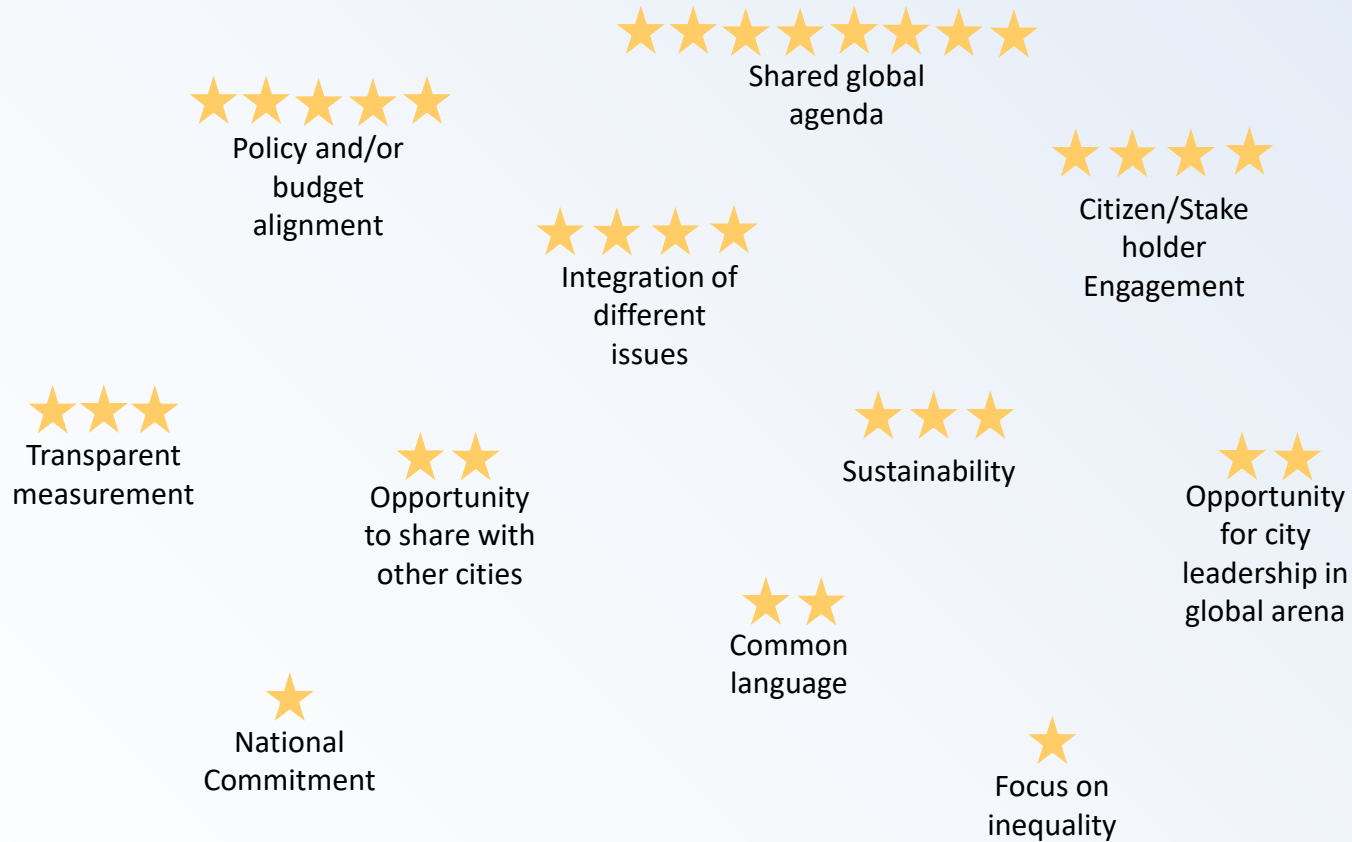 Shared global
agenda
Policy and/or
budget
alignment
Citizen/Stake
holder
Engagement
Integration of
different
issues
Transparent
measurement
Opportunity
to share with
other cities
Sustainability
Opportunity
for city
leadership in
global arena
Common
language
National
Commitment
Focus on
inequality